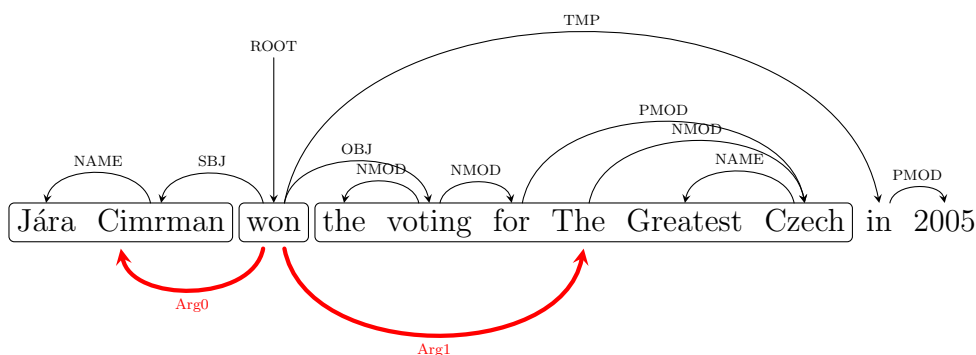 TMP
ROOT
PMOD
NMOD
OBJ
NAME SBJ NMOD NMOD NAME PMOD
Jára Cimrman won the voting for The Greatest Czech in 2005
Arg0
Arg1